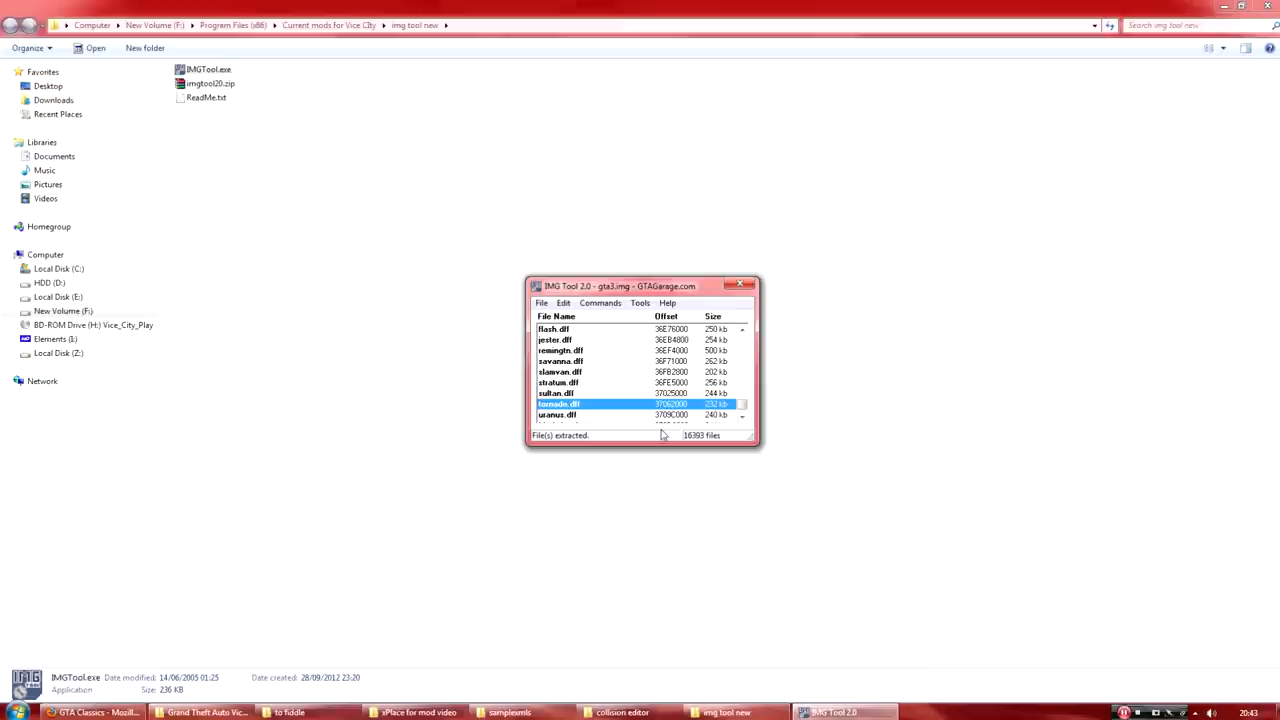 Computer ▸ New Volume (F:) ▸ Program Files (x86) ▸ Current mods for Vice City ▸ img tool new ▸
Search img tool new
Organize ▾ Open New folder
Favorites
Desktop
Downloads
Recent Places
Libraries
Documents
Music
Pictures
Videos
Homegroup
Computer
Local Disk (C:)
HDD (D:)
Local Disk (E:)
New Volume (F:)
BD-ROM Drive (H:) Vice_City_Play
Elements (I:)
Local Disk (Z:)
Network
IMGTool.exe
imgtool20.zip
ReadMe.txt
IMG Tool 2.0 - gta3.img - GTAGarage.com
File Edit Commands Tools Help
File Name Offset Size
flash.dff 36E76000 250 kb
jester.dff 36EB4800 254 kb
remingtn.dff 36EF4000 500 kb
savanna.dff 36F71000 262 kb
slamvan.dff 36FB2800 202 kb
stratum.dff 36FE5000 256 kb
sultan.dff 37025000 244 kb
tornado.dff 37062000 232 kb
uranus.dff 3709C000 240 kb
File(s) extracted. 16393 files
IMGTool.exe Date modified: 14/06/2005 01:25 Date created: 28/09/2012 23:20
Application Size: 236 KB
GTA Classics - Mozill... Grand Theft Auto Vic... to fiddle xPlace for mod video samplexmls collision editor img tool new IMG Tool 2.0 20:43